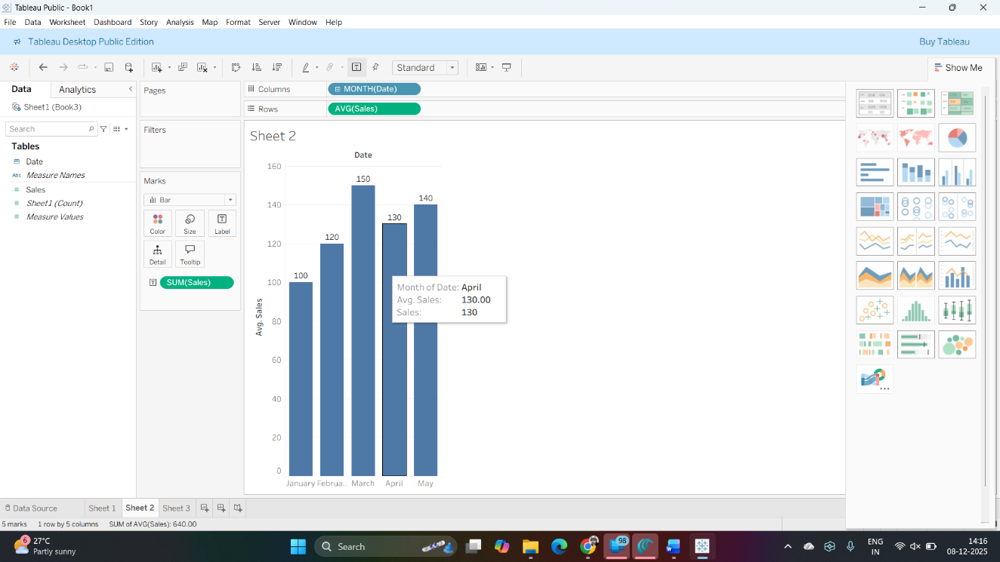 Tableau Public - Book1
File Data Worksheet Dashboard Story Analysis Map Format Server Window Help
Tableau Desktop Public Edition
Buy Tableau
Standard
Show Me
Data
Analytics
Sheet1 (Book3)
Search
Tables
Date
Abc Measure Names
Sales
Sheet1 (Count)
Measure Values
Pages
Filters
Marks
Bar
Color
Size
Label
Detail
Tooltip
SUM(Sales)
Columns
MONTH(Date)
Rows
AVG(Sales)
Sheet 2
Date
Avg. Sales
160
140
120
100
80
60
40
20
0
100
120
150
130
140
Month of Date: April
Avg. Sales: 130.00
Sales: 130
January Februa.. March April May
Data Source
Sheet 1
Sheet 2
Sheet 3
5 marks 1 row by 5 columns SUM of AVG(Sales): 640.00
6
27°C
Partly sunny
Search
98
ENG
IN
14:16
08-12-2025